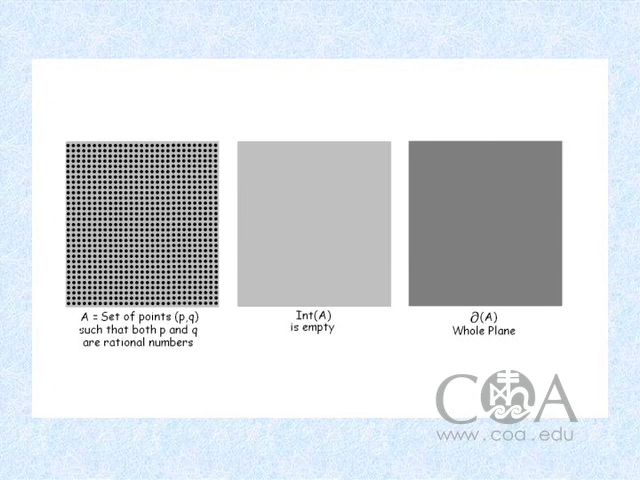 A = Set of points (p,q)
such that both p and q
are rational numbers
Int(A)
is empty
∂(A)
Whole Plane
COA
www.coa.edu